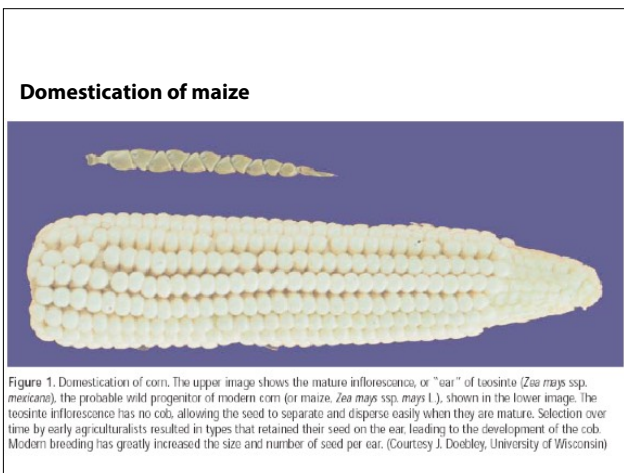 Domestication of maize
Figure 1. Domestication of corn. The upper image shows the mature inflorescence, or "ear" of teosinte (Zea mays ssp.
mexicana), the probable wild progenitor of modern corn (or maize, Zea mays ssp. mays L.), shown in the lower image. The
teosinte inflorescence has no cob, allowing the seed to separate and disperse easily when they are mature. Selection over
time by early agriculturalists resulted in types that retained their seed on the ear, leading to the development of the cob.
Modern breeding has greatly increased the size and number of seed per ear. (Courtesy J. Doebley, University of Wisconsin)